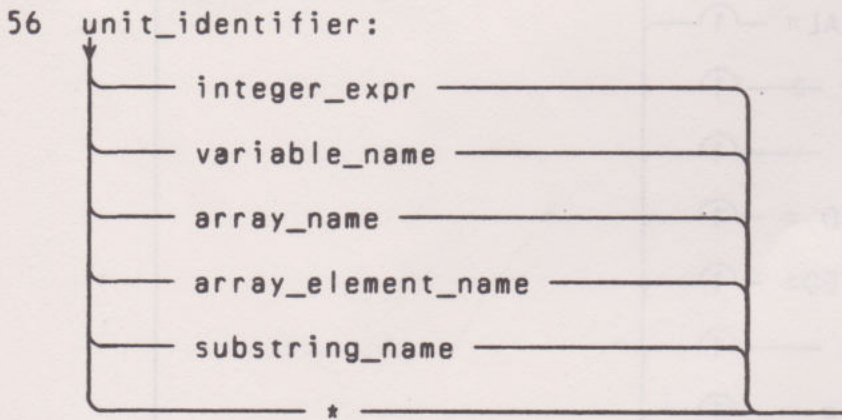 56 unit_identifier:
integer_expr
variable_name
array_name
array_element_name
substring_name
*